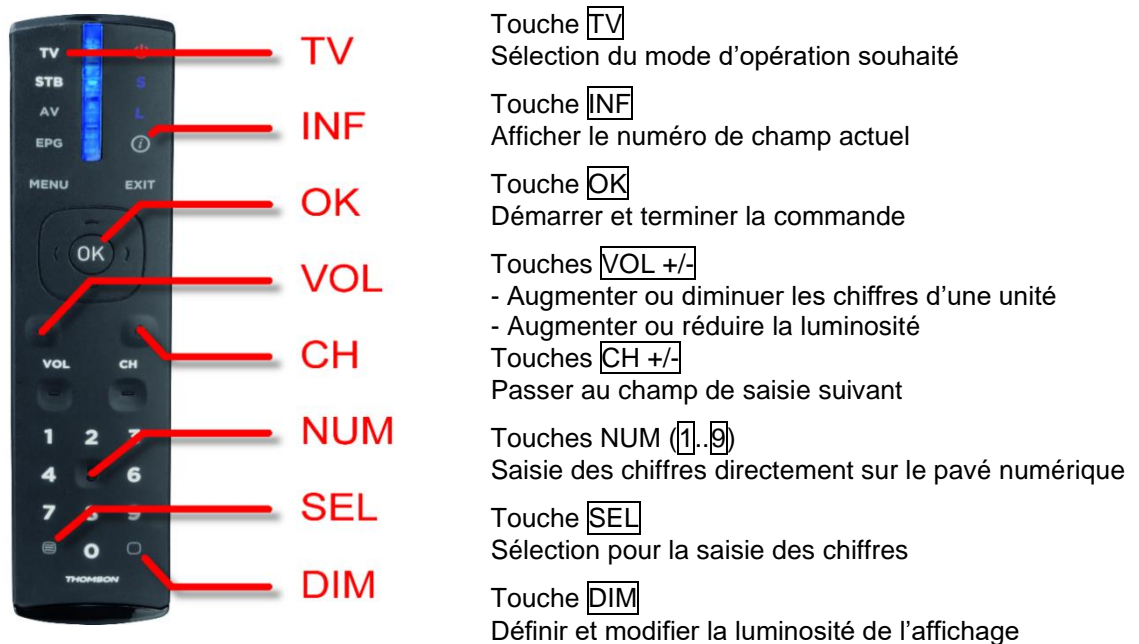 TV
STB
S
AV
L
EPG
i
MENU
EXIT
OK
VOL
CH
-
-
1 2 3
4 6
7 8 9
0
THOMSON
TV
INF
OK
VOL
CH
NUM
SEL
DIM
Touche TV
Sélection du mode d’opération souhaité
Touche INF
Afficher le numéro de champ actuel
Touche OK
Démarrer et terminer la commande
Touches VOL +/-
- Augmenter ou diminuer les chiffres d’une unité
- Augmenter ou réduire la luminosité
Touches CH +/-
Passer au champ de saisie suivant
Touches NUM (1..9)
Saisie des chiffres directement sur le pavé numérique
Touche SEL
Sélection pour la saisie des chiffres
Touche DIM
Définir et modifier la luminosité de l’affichage